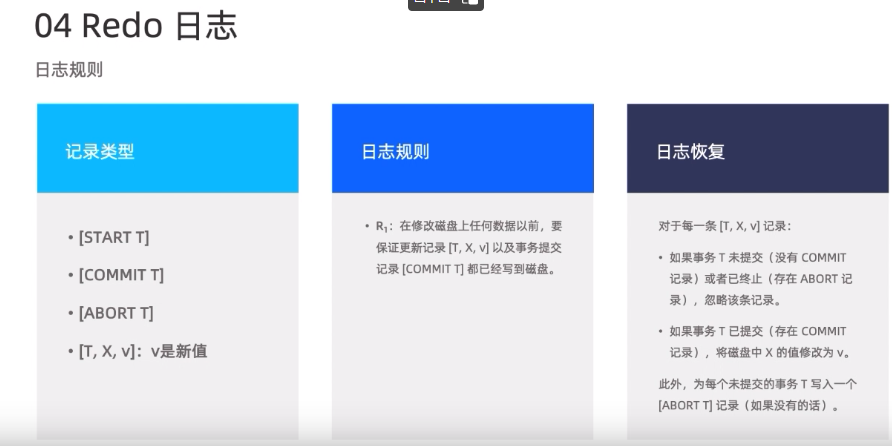 04 Redo 日志
日志规则
记录类型
• [START T]
• [COMMIT T]
• [ABORT T]
• [T, X, v]：v是新值
日志规则
• R₁：在修改磁盘上任何数据以前，要
保证更新记录 [T, X, v] 以及事务提交
记录 [COMMIT T] 都已经写到磁盘。
日志恢复
对于每一条 [T, X, v] 记录：
• 如果事务 T 未提交（没有 COMMIT
记录）或者已终止（存在 ABORT 记
录），忽略该条记录。
• 如果事务 T 已提交（存在 COMMIT
记录），将磁盘中 X 的值修改为 v。
此外，为每个未提交的事务 T 写入一个
[ABORT T] 记录（如果没有的话）。